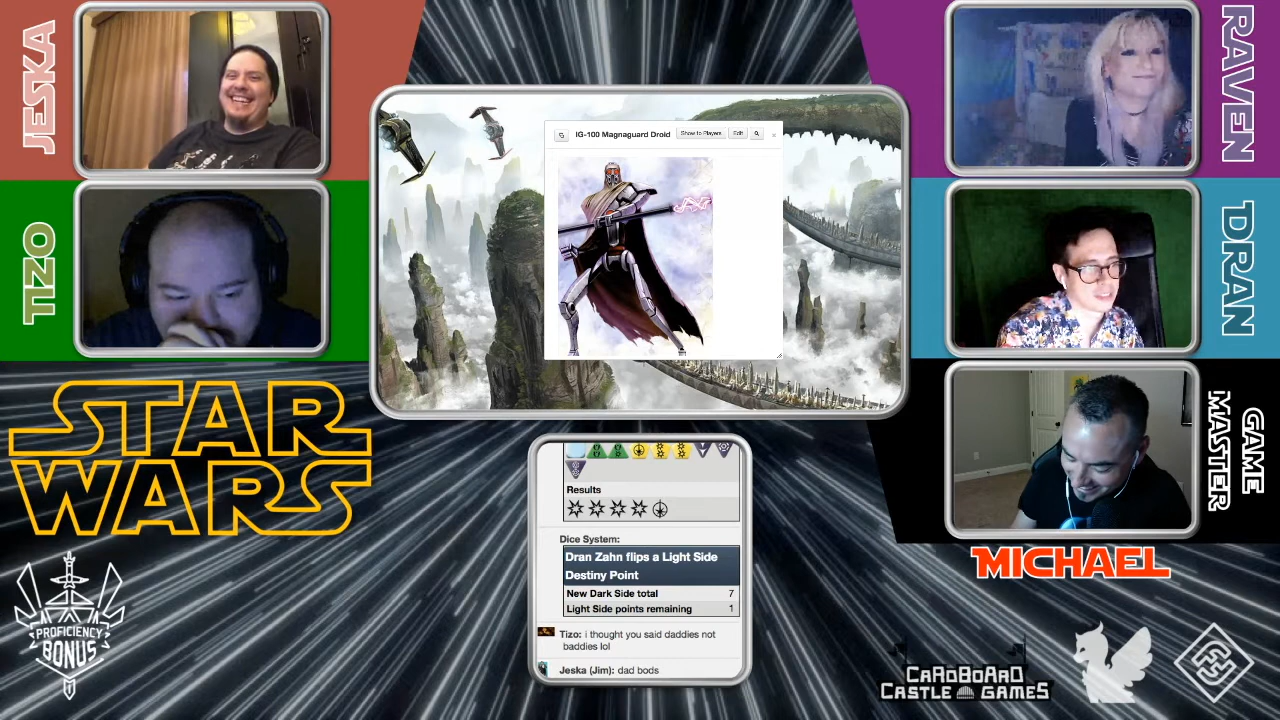 JESKA
TIZO
RAVEN
DRAN
GAME
MASTER
MICHAEL
STAR
WARS
PROFICIENCY
BONUS
IG-100 Magnaguard Droid
Show to Players
Edit
Results
Dice System:
Dran Zahn flips a Light Side
Destiny Point
New Dark Side total 7
Light Side points remaining 1
Tizo: i thought you said daddies not
baddies lol
Jeska (Jim): dad bods
CARDBOARD
CASTLE GAMES